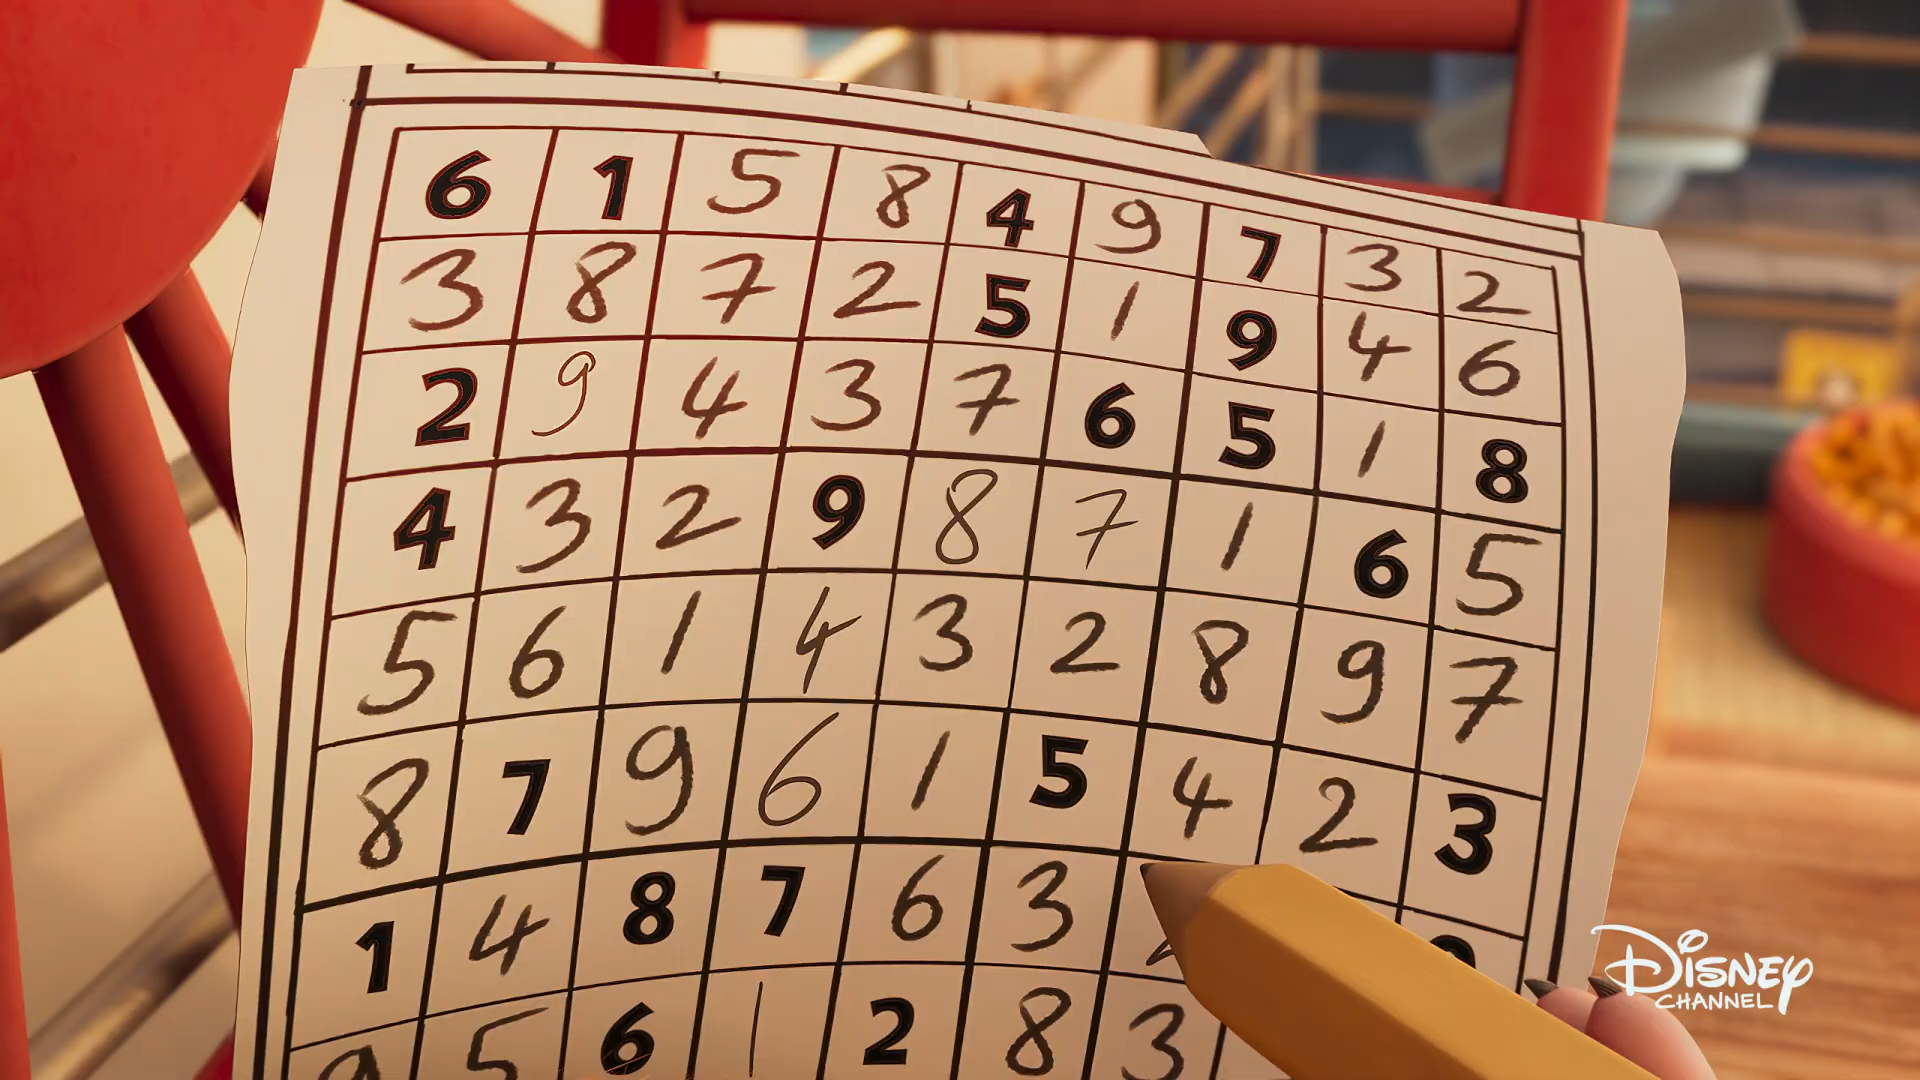 6 1 5 8 4 9 7 3 2
3 8 7 2 5 1 9 4 6
2 9 4 3 7 6 5 1 8
4 3 2 9 8 7 1 6 5
5 6 1 4 3 2 8 9 7
8 7 9 6 1 5 4 2 3
1 4 8 7 6 3
9 5 6 1 2 8 3
Disney
CHANNEL